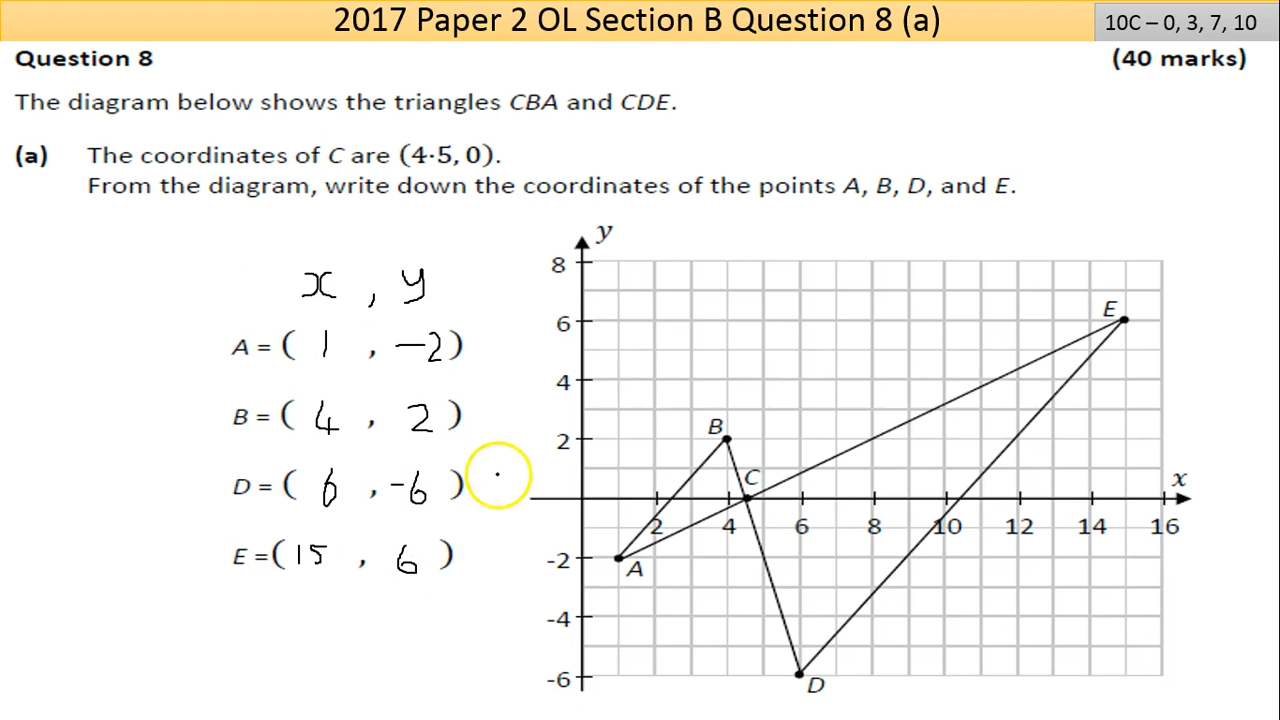 2017 Paper 2 OL Section B Question 8 (a)
10C – 0, 3, 7, 10
Question 8
(40 marks)
The diagram below shows the triangles CBA and CDE.
(a) The coordinates of C are (4·5, 0).
From the diagram, write down the coordinates of the points A, B, D, and E.
x , y
A = ( 1 , -2)
B = ( 4 , 2 )
D = ( 6 , -6 )
E =( 15 , 6 )
y
8
6
4
2
-2
-4
-6
2 4 6 8 10 12 14 16
x
A
B
C
D
E